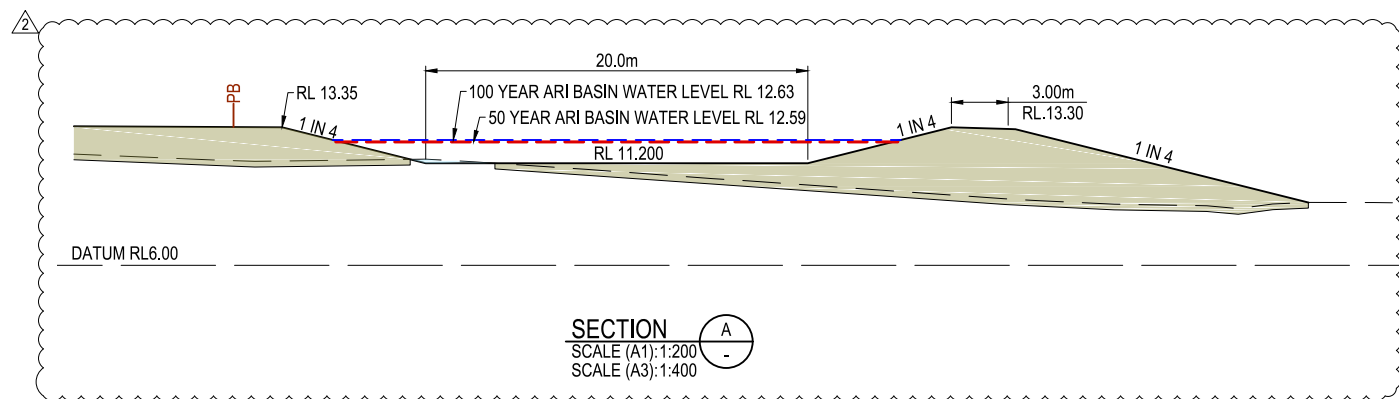 2
20.0m
3.00m
PB
RL 13.35
100 YEAR ARI BASIN WATER LEVEL RL 12.63
RL.13.30
1 IN 4
50 YEAR ARI BASIN WATER LEVEL RL 12.59
1 IN 4
RL 11.200
1 IN 4
DATUM RL6.00
SECTION
A
SCALE (A1):1:200
-
SCALE (A3):1:400